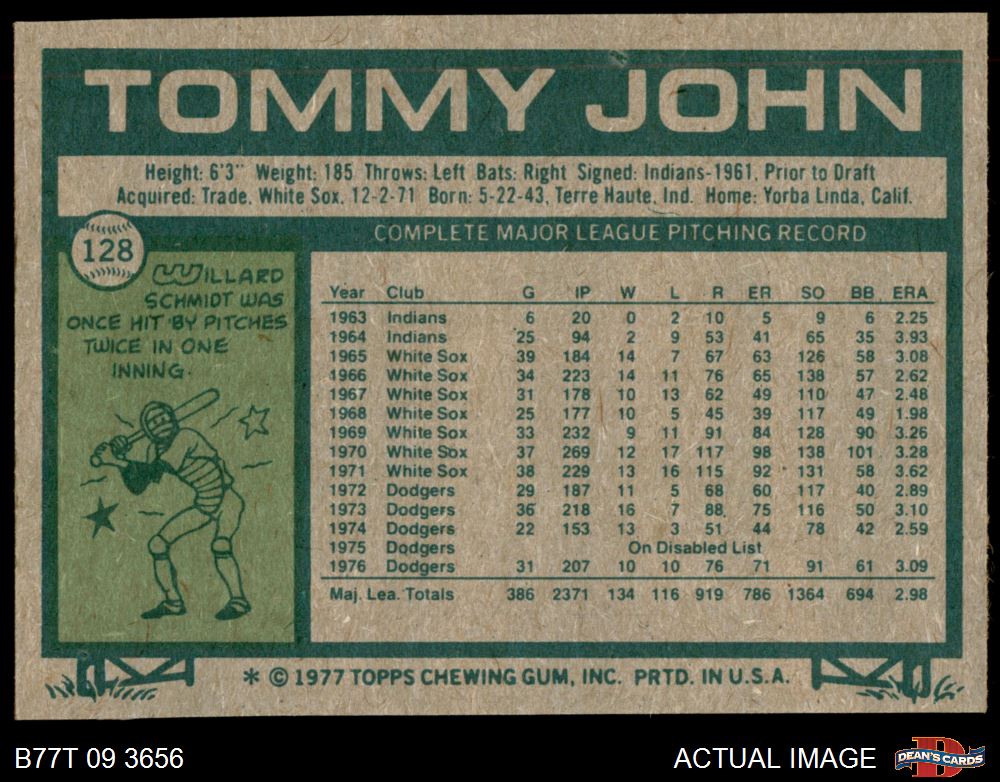 TOMMY JOHN
Height: 6'3" Weight: 185 Throws: Left Bats: Right Signed: Indians-1961, Prior to Draft
Acquired: Trade, White Sox, 12-2-71 Born: 5-22-43, Terre Haute, Ind. Home: Yorba Linda, Calif.
128
WILLARD
SCHMIDT WAS
ONCE HIT BY PITCHES
TWICE IN ONE
INNING.
COMPLETE MAJOR LEAGUE PITCHING RECORD
Year Club G IP W L R ER SO BB ERA
1963 Indians 6 20 0 2 10 5 9 6 2.25
1964 Indians 25 94 2 9 53 41 65 35 3.93
1965 White Sox 39 184 14 7 67 63 126 58 3.08
1966 White Sox 34 223 14 11 76 65 138 57 2.62
1967 White Sox 31 178 10 13 62 49 110 47 2.48
1968 White Sox 25 177 10 5 45 39 117 49 1.98
1969 White Sox 33 232 9 11 91 84 128 90 3.26
1970 White Sox 37 269 12 17 117 98 138 101 3.28
1971 White Sox 38 229 13 16 115 92 131 58 3.62
1972 Dodgers 29 187 11 5 68 60 117 40 2.89
1973 Dodgers 36 218 16 7 88 75 116 50 3.10
1974 Dodgers 22 153 13 3 51 44 78 42 2.59
1975 Dodgers On Disabled List
1976 Dodgers 31 207 10 10 76 71 91 61 3.09
Maj. Lea. Totals 386 2371 134 116 919 786 1364 694 2.98
* © 1977 TOPPS CHEWING GUM, INC. PRTD. IN U.S.A.
B77T 09 3656
ACTUAL IMAGE
D
DEAN'S CARDS